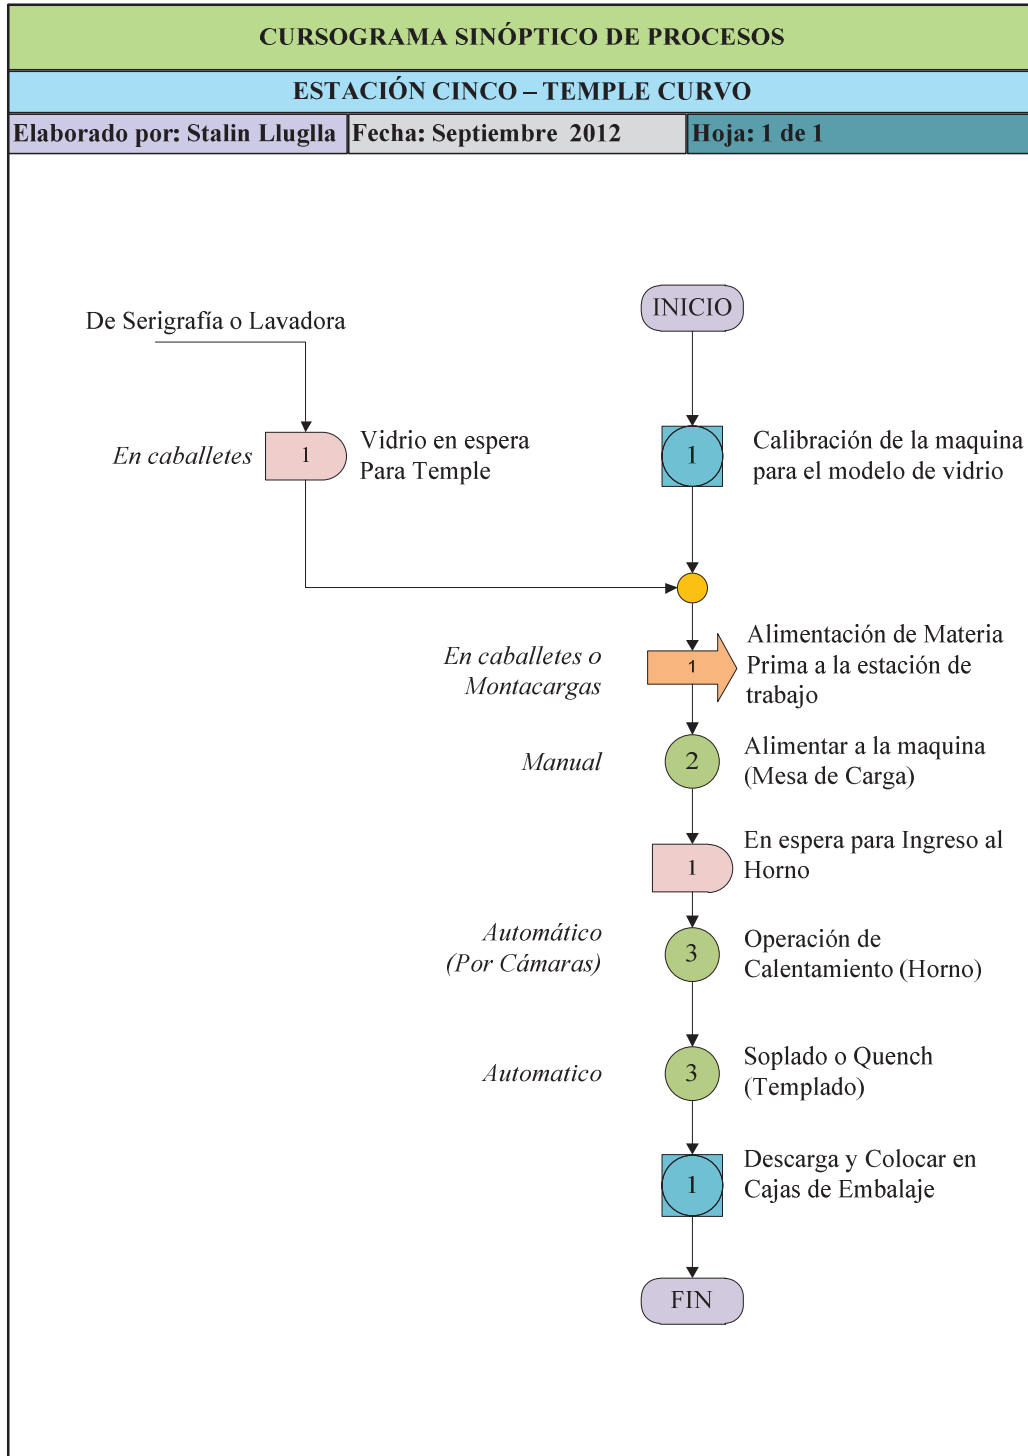 CURSOGRAMA SINÓPTICO DE PROCESOS
ESTACIÓN CINCO – TEMPLE CURVO
Elaborado por: Stalin Lluglla
Fecha: Septiembre 2012
Hoja: 1 de 1
De Serigrafía o Lavadora
INICIO
En caballetes
1
Vidrio en espera
Para Temple
1
Calibración de la maquina
para el modelo de vidrio
En caballetes o
Montacargas
1
Alimentación de Materia
Prima a la estación de
trabajo
Manual
2
Alimentar a la maquina
(Mesa de Carga)
1
En espera para Ingreso al
Horno
Automático
(Por Cámaras)
3
Operación de
Calentamiento (Horno)
Automatico
3
Soplado o Quench
(Templado)
1
Descarga y Colocar en
Cajas de Embalaje
FIN